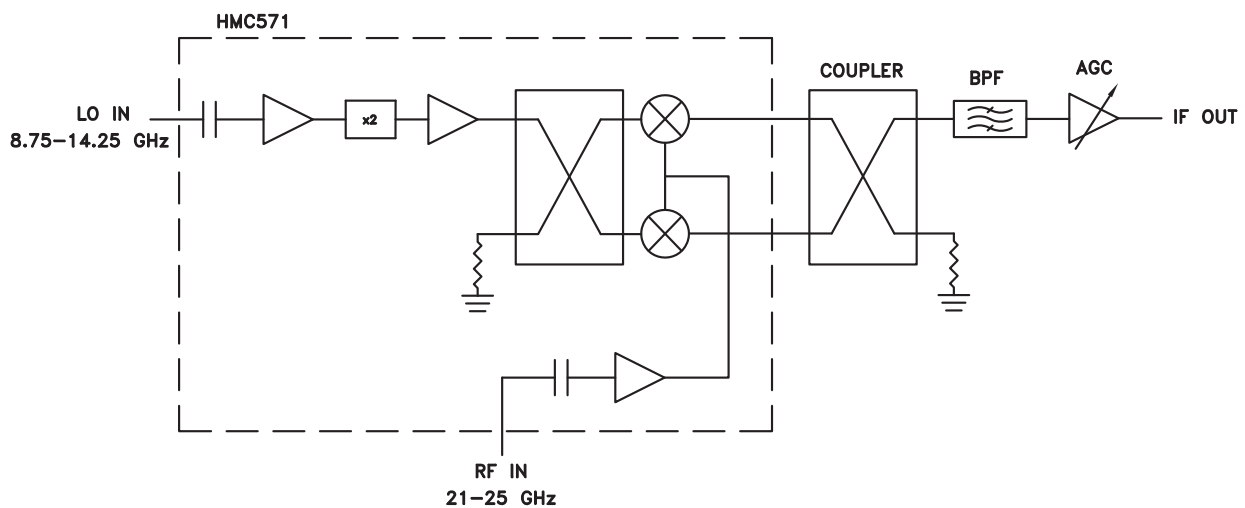 HMC571
LO IN
8.75–14.25 GHz
x2
COUPLER
BPF
AGC
IF OUT
RF IN
21–25 GHz